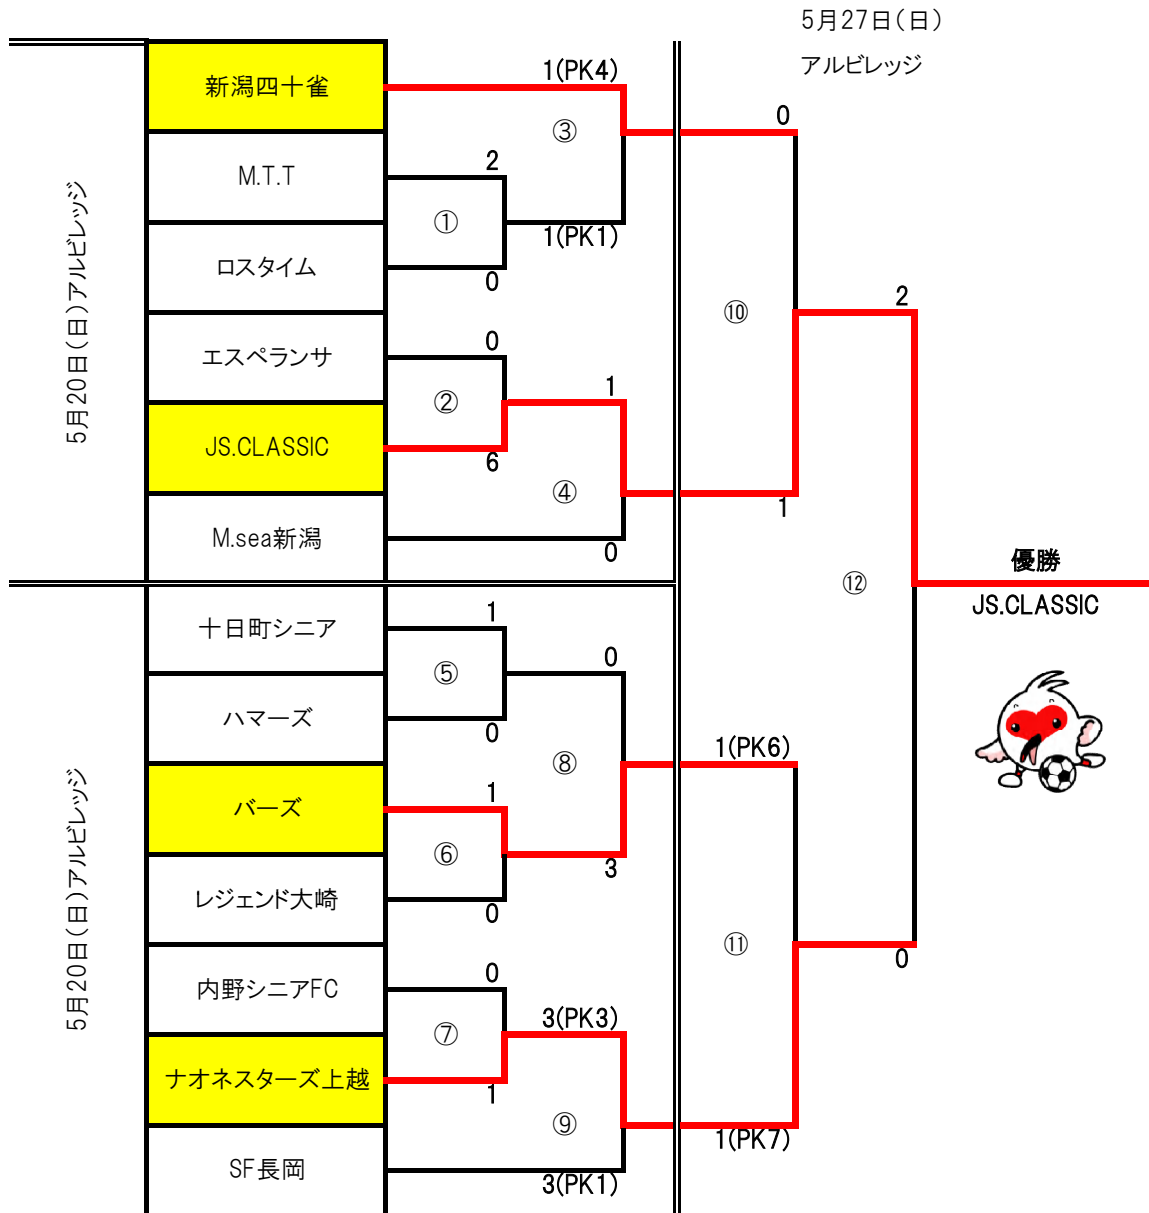 5月27日(日)
アルビレッジ
5月20日(日)アルビレッジ
新潟四十雀
M.T.T
ロスタイム
エスペランサ
JS.CLASSIC
M.sea新潟
1(PK4)
③
2
①
0
1(PK1)
0
②
6
1
④
0
0
⑩
1
2
⑫
優勝
JS.CLASSIC
5月20日(日)アルビレッジ
十日町シニア
ハマーズ
バーズ
レジェンド大崎
内野シニアFC
ナオネスターズ上越
SF長岡
1
⑤
0
0
⑧
1
⑥
0
3
0
⑦
1
3(PK3)
⑨
3(PK1)
1(PK6)
⑪
1(PK7)
0